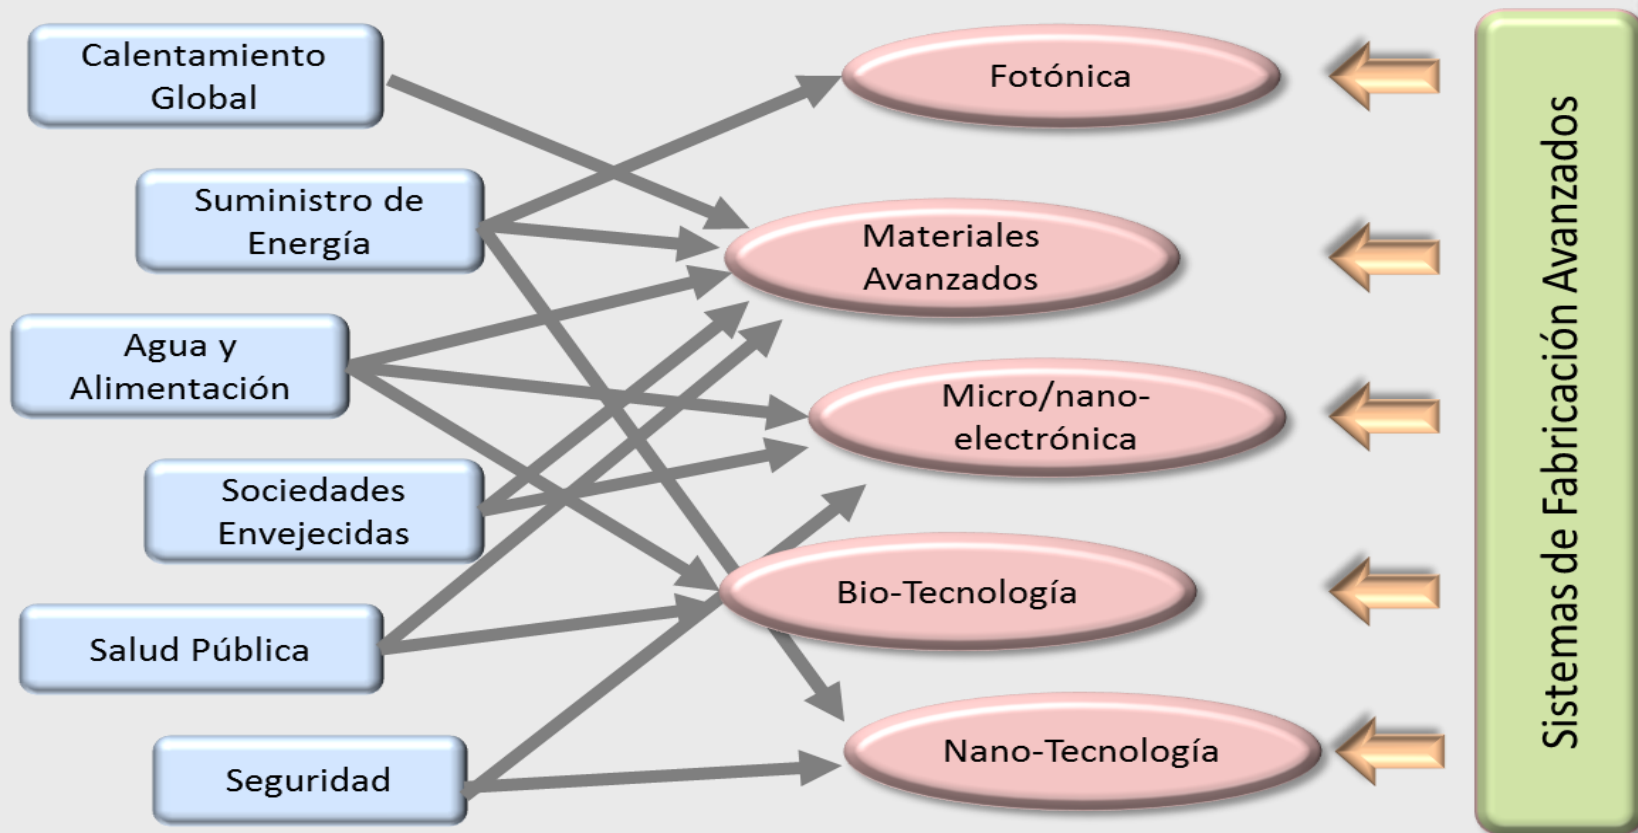 Calentamiento
Global
Suministro de
Energía
Agua y
Alimentación
Sociedades
Envejecidas
Salud Pública
Seguridad
Fotónica
Materiales
Avanzados
Micro/nano-
electrónica
Bio-Tecnología
Nano-Tecnología
Sistemas de Fabricación Avanzados